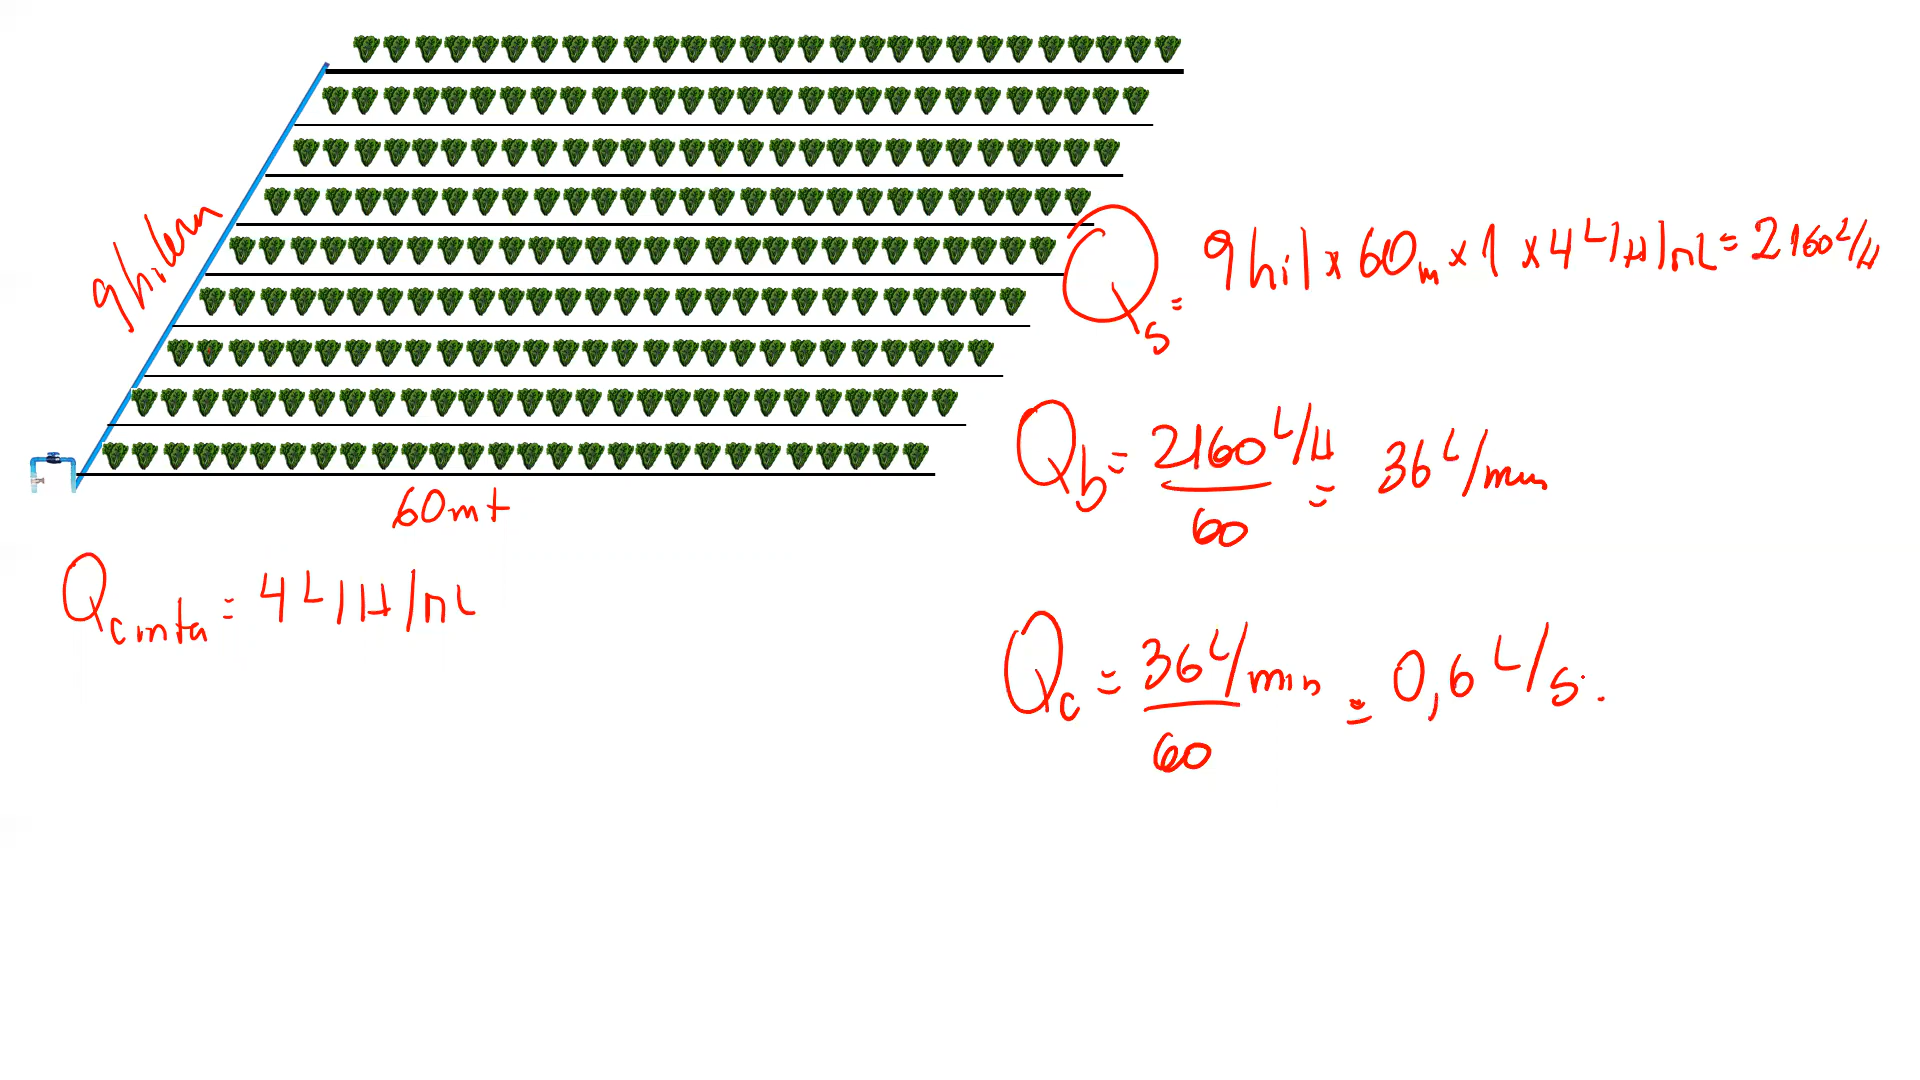 9 hileras
60mt
Qcinta = 4 L/H/mL
Qs = 9 hil x 60m x 1 x 4 L/H/mL = 2160 L/H
Qb = 2160 L/H / 60 = 36 L/min
Qc = 36 L/min / 60 = 0,6 L/s.